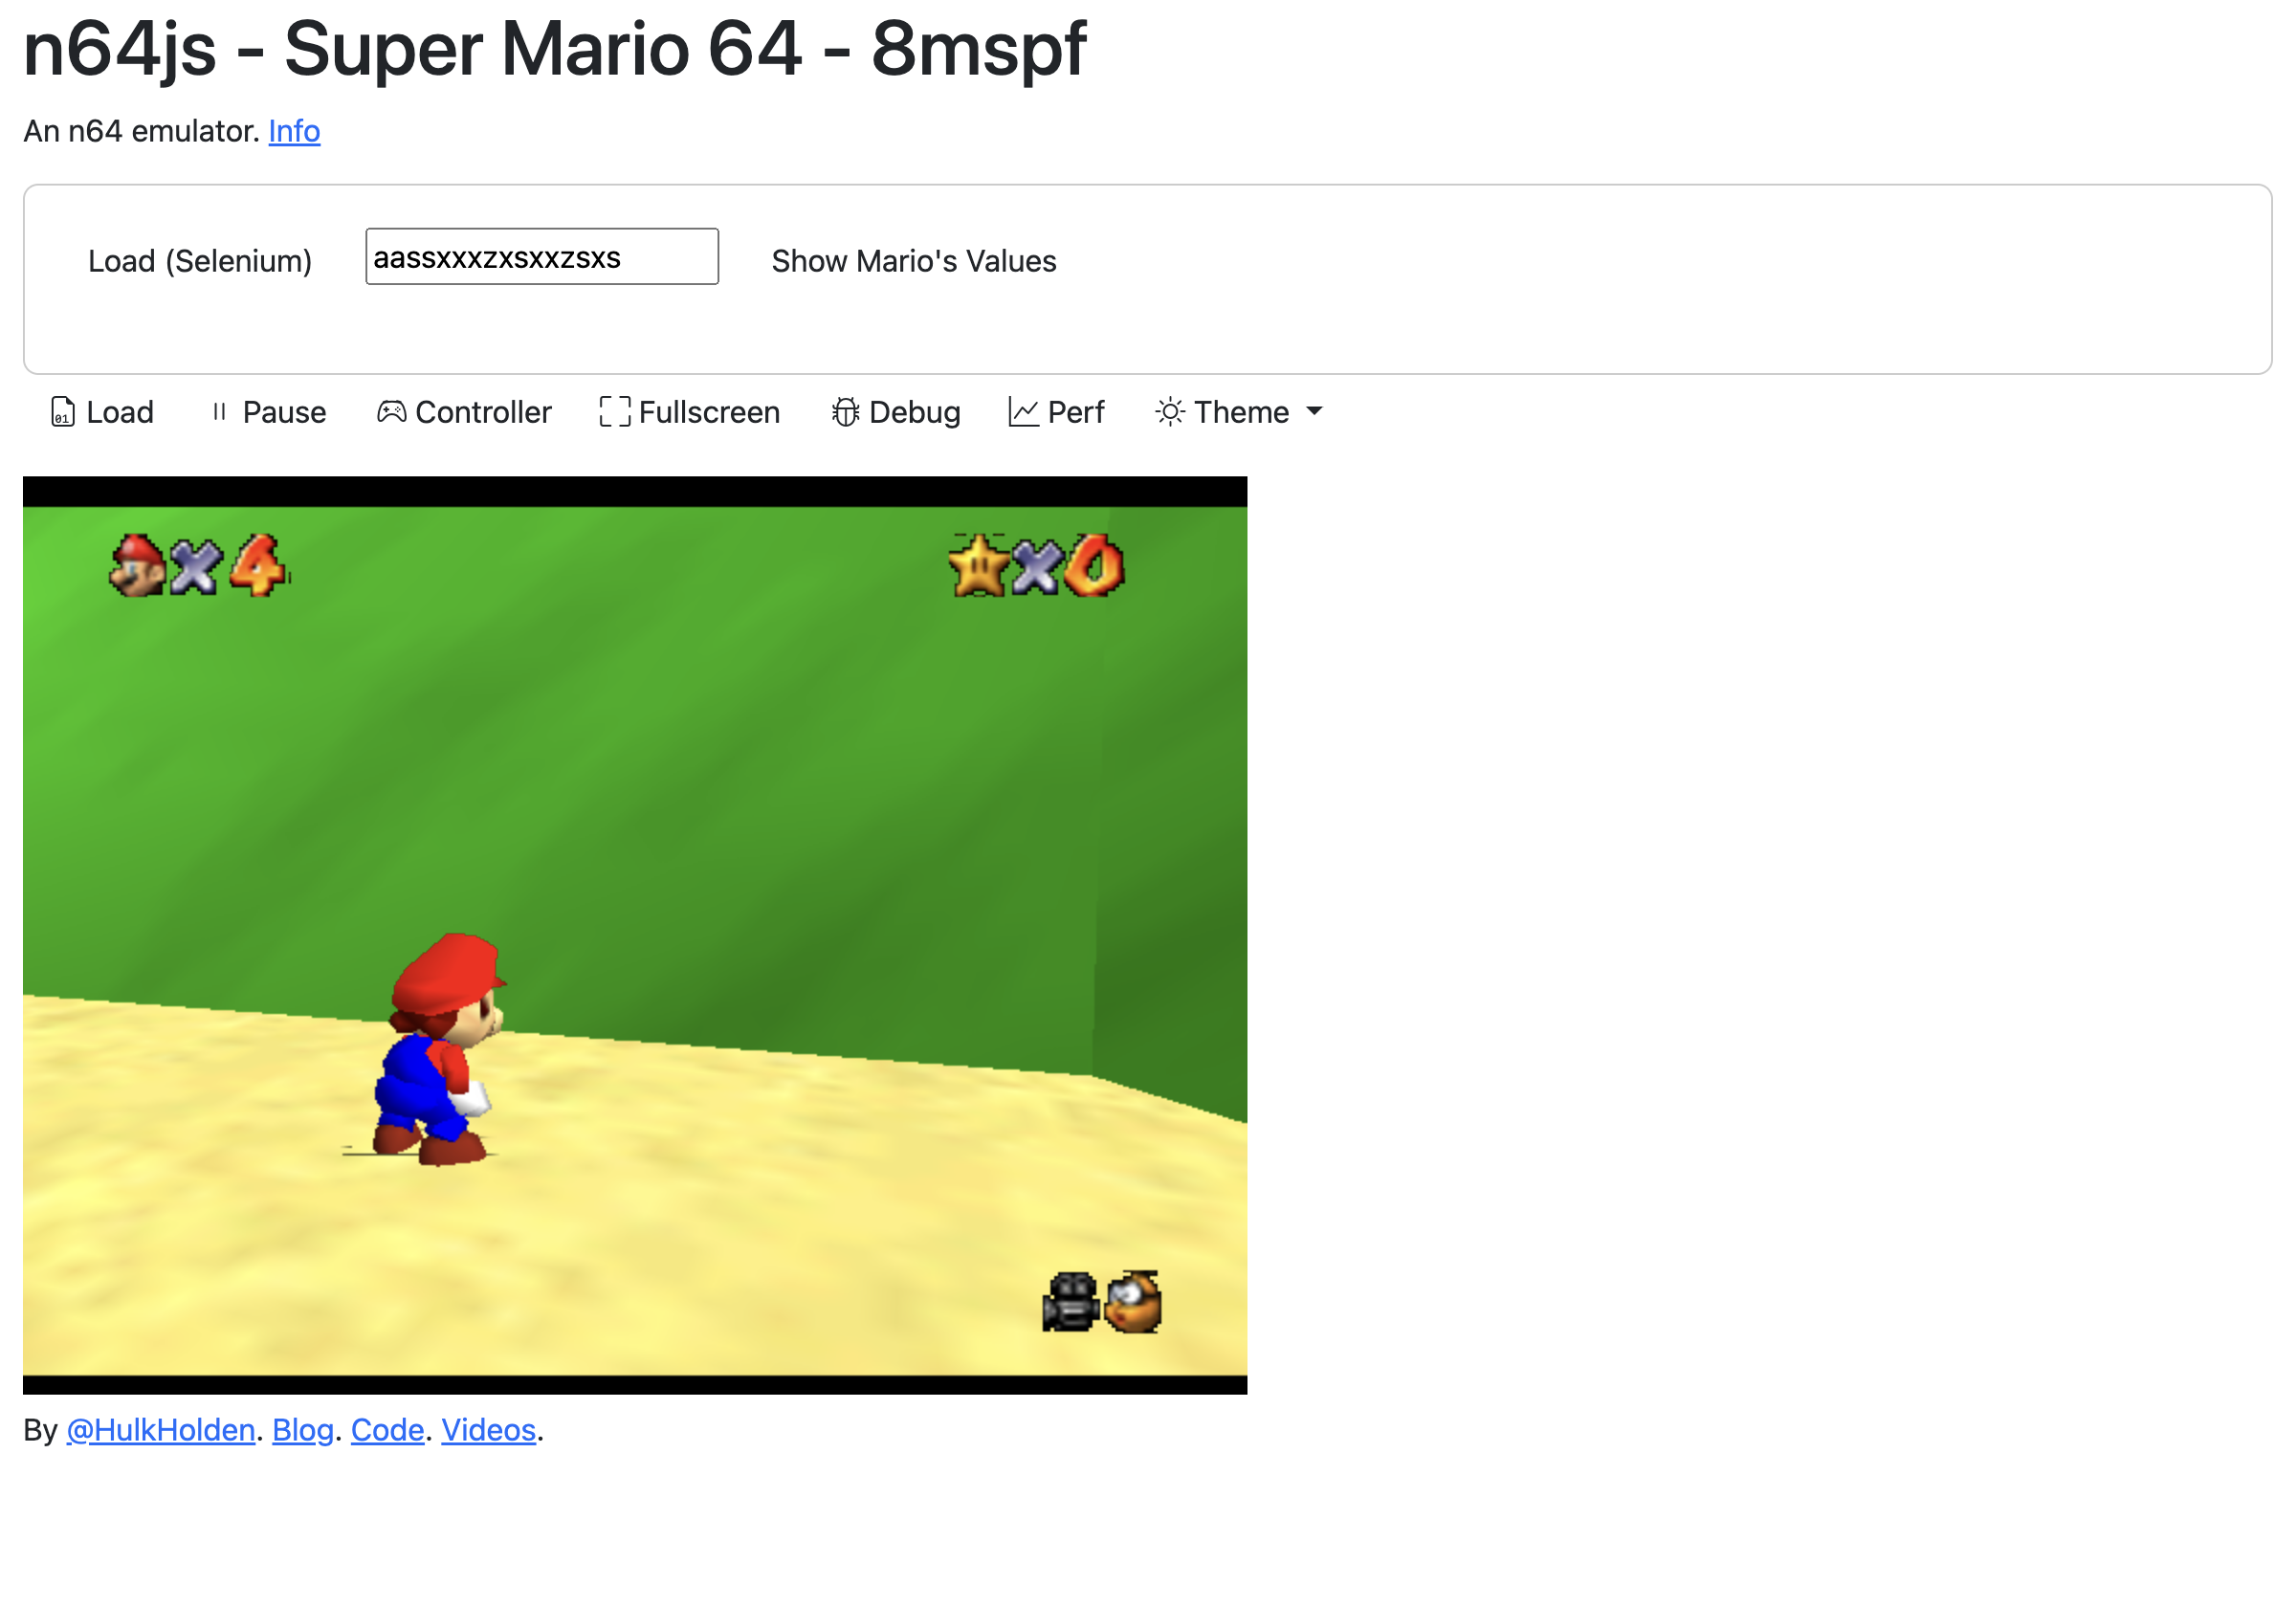 n64js - Super Mario 64 - 8mspf
An n64 emulator. Info
Load (Selenium) aassxxxzxsxxzsxs Show Mario's Values
Load Pause Controller Fullscreen Debug Perf Theme
×4 ×0
By @HulkHolden. Blog. Code. Videos.